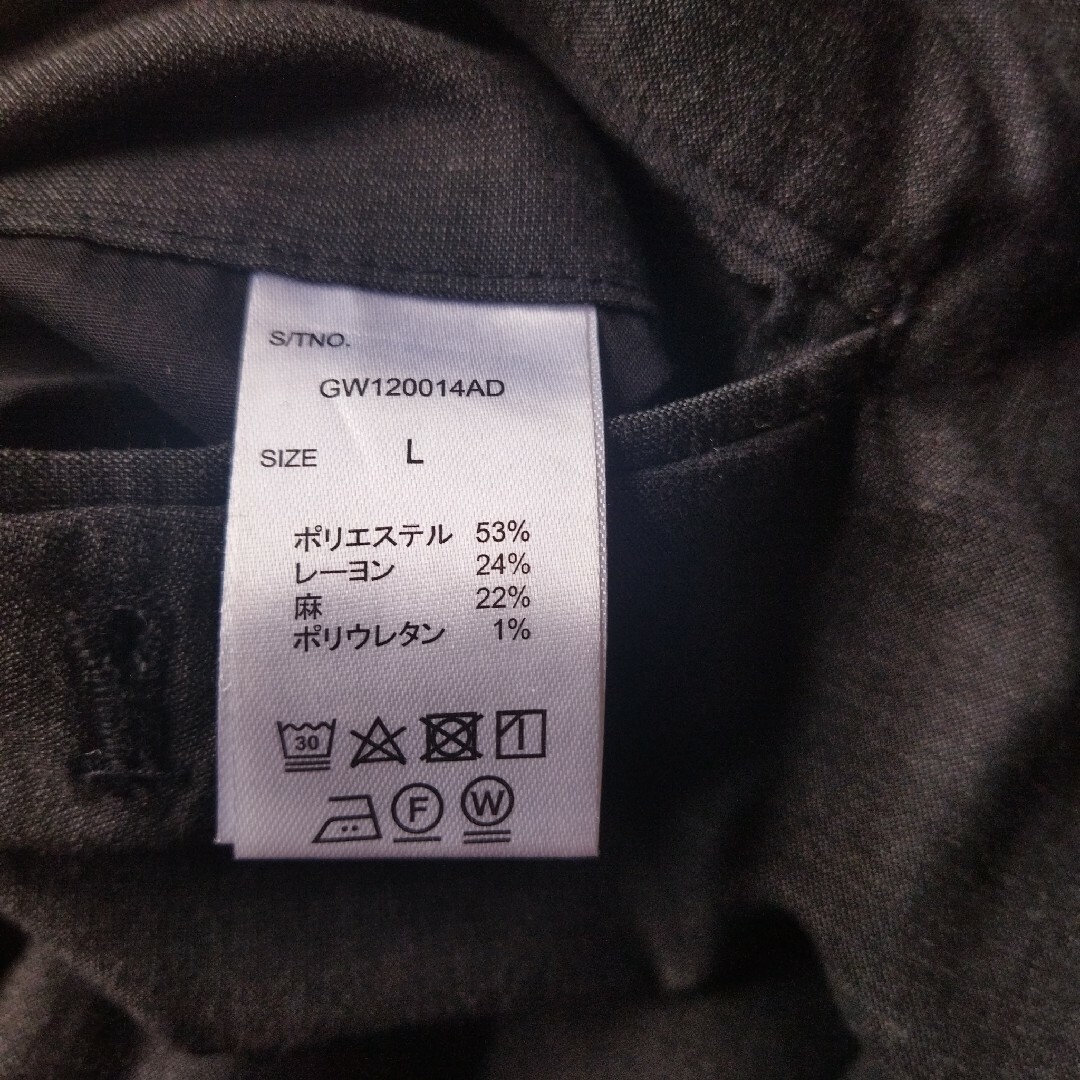 S/TNO.
GW120014AD
SIZE L
ポリエステル 53%
レーヨン 24%
麻 22%
ポリウレタン 1%
30
F W